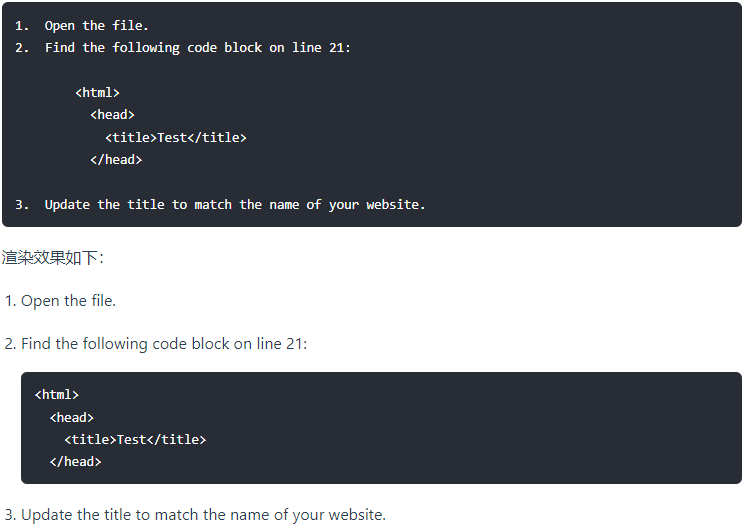 1.  Open the file.
2.  Find the following code block on line 21:
        <html>
          <head>
            <title>Test</title>
          </head>
3.  Update the title to match the name of your website.
渲染效果如下：
1. Open the file.
2. Find the following code block on line 21:
<html>
  <head>
    <title>Test</title>
  </head>
3. Update the title to match the name of your website.